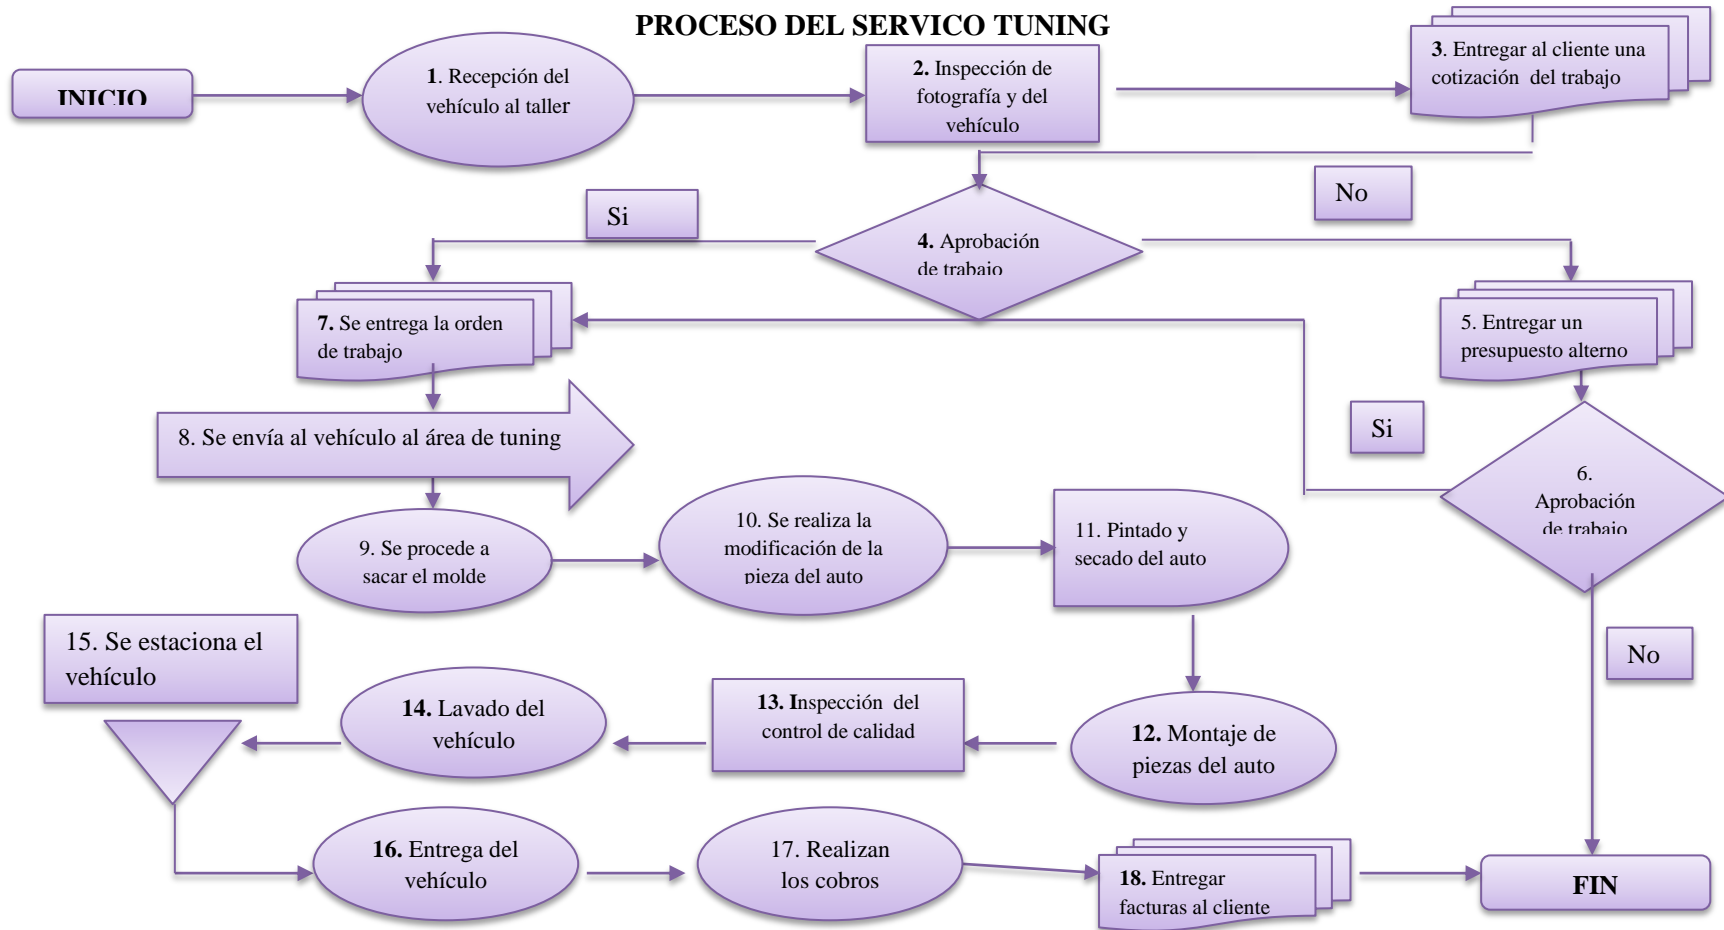 PROCESO DEL SERVICO TUNING
INICIO
1. Recepción del
vehículo al taller
2. Inspección de
fotografía y del
vehículo
3. Entregar al cliente una
cotización del trabajo
Si
No
4. Aprobación
de trabajo
7. Se entrega la orden
de trabajo
5. Entregar un
presupuesto alterno
8. Se envía al vehículo al área de tuning
Si
6.
Aprobación
de trabajo
9. Se procede a
sacar el molde
10. Se realiza la
modificación de la
pieza del auto
11. Pintado y
secado del auto
No
15. Se estaciona el
vehículo
14. Lavado del
vehículo
13. Inspección del
control de calidad
12. Montaje de
piezas del auto
16. Entrega del
vehículo
17. Realizan
los cobros
18. Entregar
facturas al cliente
FIN